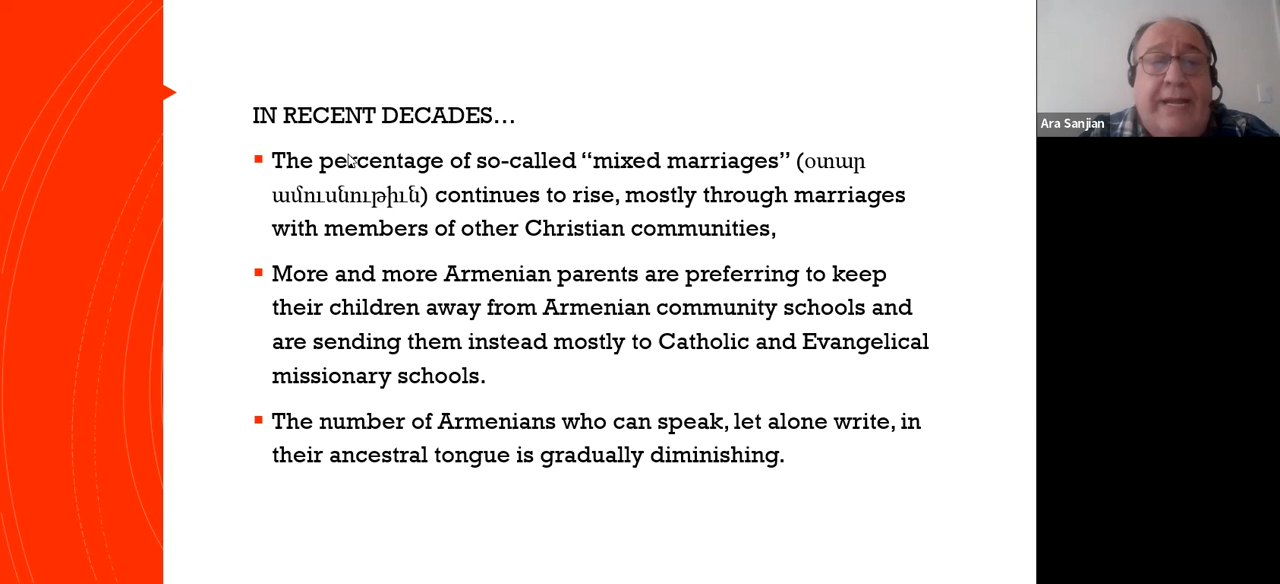 IN RECENT DECADES…
The percentage of so-called “mixed marriages” (օտար
ամուսնութիւն) continues to rise, mostly through marriages
with members of other Christian communities,
More and more Armenian parents are preferring to keep
their children away from Armenian community schools and
are sending them instead mostly to Catholic and Evangelical
missionary schools.
The number of Armenians who can speak, let alone write, in
their ancestral tongue is gradually diminishing.
Ara Sanjian